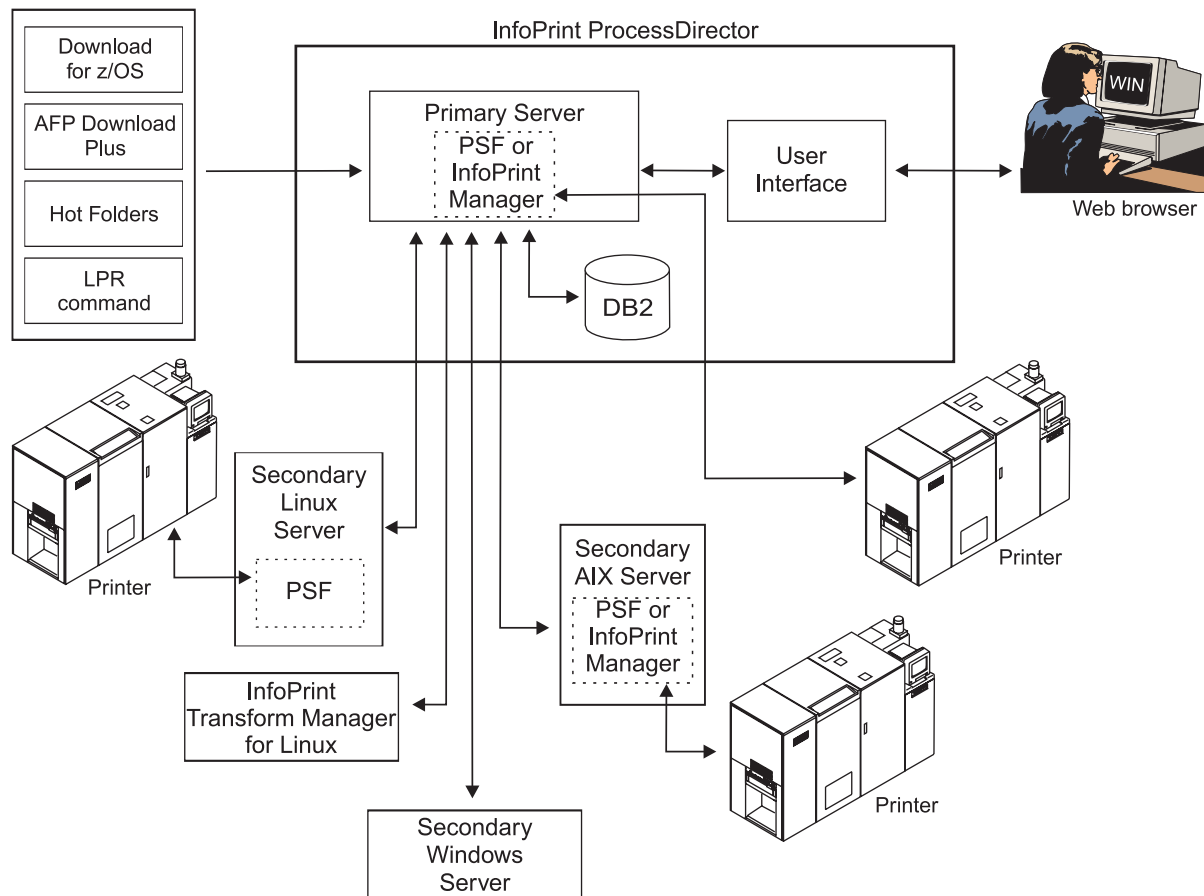 InfoPrint ProcessDirector
Download
for z/OS
AFP Download
Plus
Hot Folders
LPR
command
Primary Server
PSF or
InfoPrint
Manager
User
Interface
DB2
WIN
Web browser
Printer
Secondary
Linux
Server
PSF
InfoPrint
Transform Manager
for Linux
Secondary
Windows
Server
Secondary
AIX Server
PSF or
InfoPrint
Manager
Printer
Printer